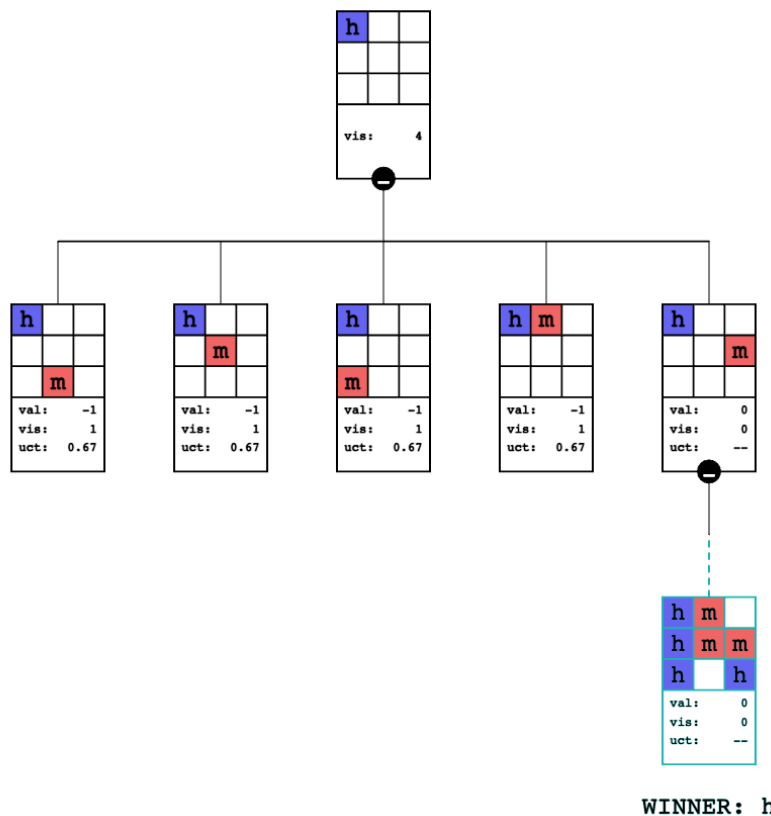 h
vis: 4
h
m
val: -1
vis: 1
uct: 0.67
h
m
val: -1
vis: 1
uct: 0.67
h
m
val: -1
vis: 1
uct: 0.67
h m
val: -1
vis: 1
uct: 0.67
h
m
val: 0
vis: 0
uct: --
h m
h m m
h h
val: 0
vis: 0
uct: --
WINNER: h